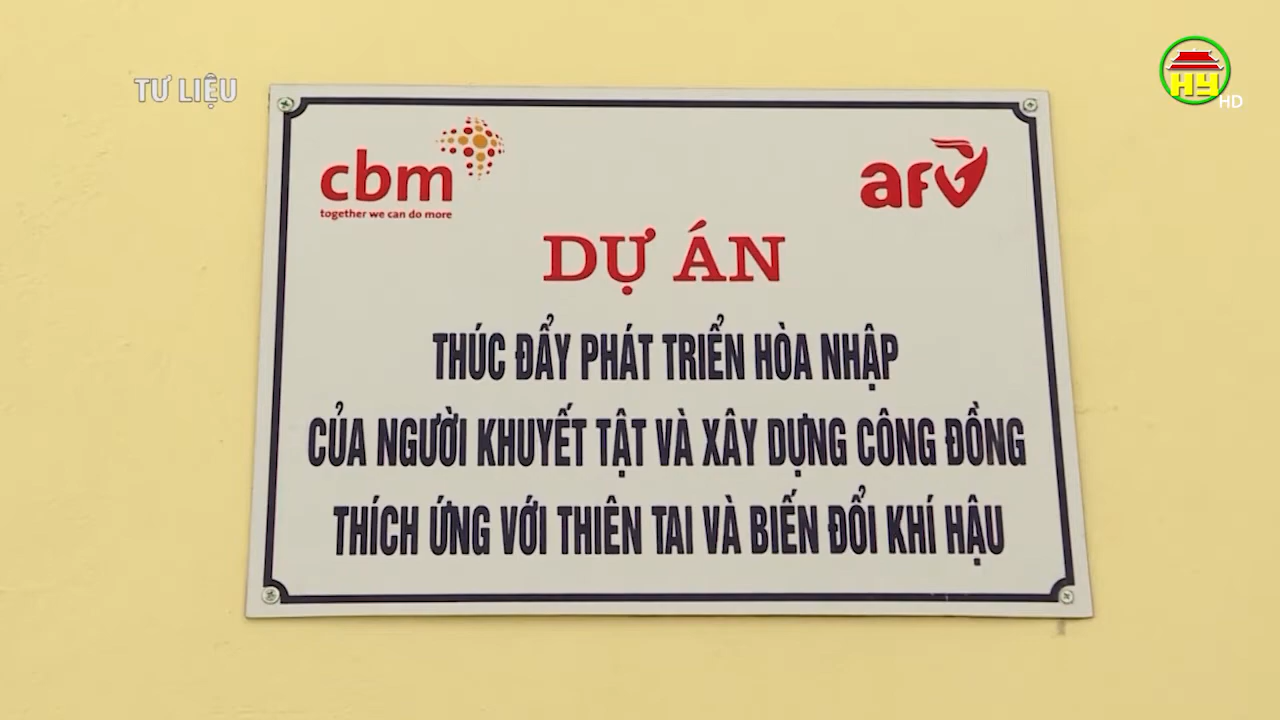 TƯ LIỆU
HY
HD
cbm
together we can do more
afv
DỰ ÁN
THÚC ĐẨY PHÁT TRIỂN HÒA NHẬP
CỦA NGƯỜI KHUYẾT TẬT VÀ XÂY DỰNG CÔNG ĐỒNG
THÍCH ỨNG VỚI THIÊN TAI VÀ BIẾN ĐỔI KHÍ HẬU